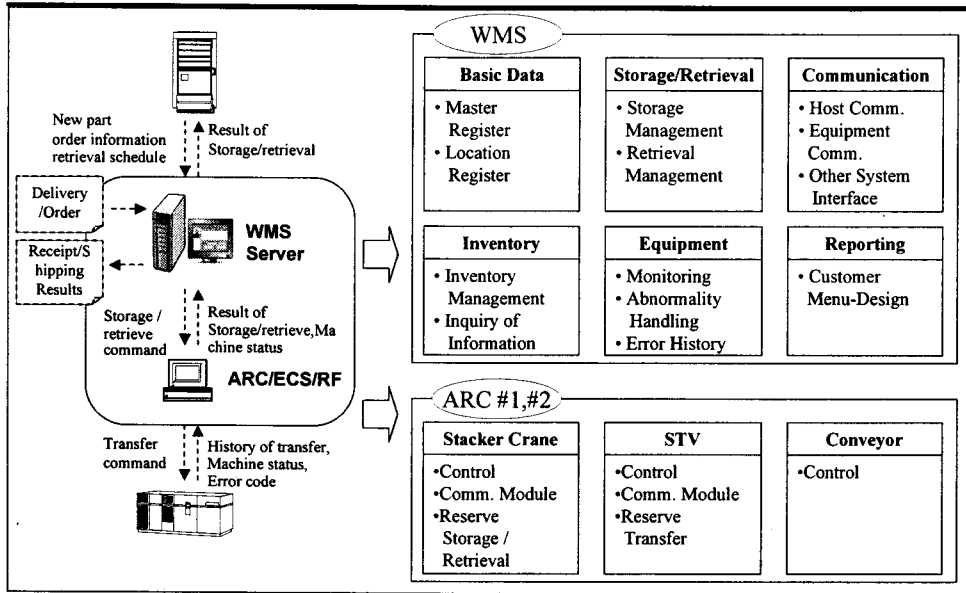 New part
order information
retrieval schedule
Result of
Storage/retrieval
Delivery
/Order
WMS
Server
Receipt/S
hipping
Results
Storage /
retrieve
command
Result of
Storage/retrieve,Ma
chine status
ARC/ECS/RF
Transfer
command
History of transfer,
Machine status,
Error code
WMS
Basic Data
• Master
Register
• Location
Register
Storage/Retrieval
• Storage
Management
• Retrieval
Management
Communication
• Host Comm.
• Equipment
Comm.
• Other System
Interface
Inventory
• Inventory
Management
• Inquiry of
Information
Equipment
• Monitoring
• Abnormality
Handling
• Error History
Reporting
• Customer
Menu-Design
ARC #1,#2
Stacker Crane
•Control
•Comm. Module
•Reserve
Storage /
Retrieval
STV
•Control
•Comm. Module
•Reserve
Transfer
Conveyor
•Control